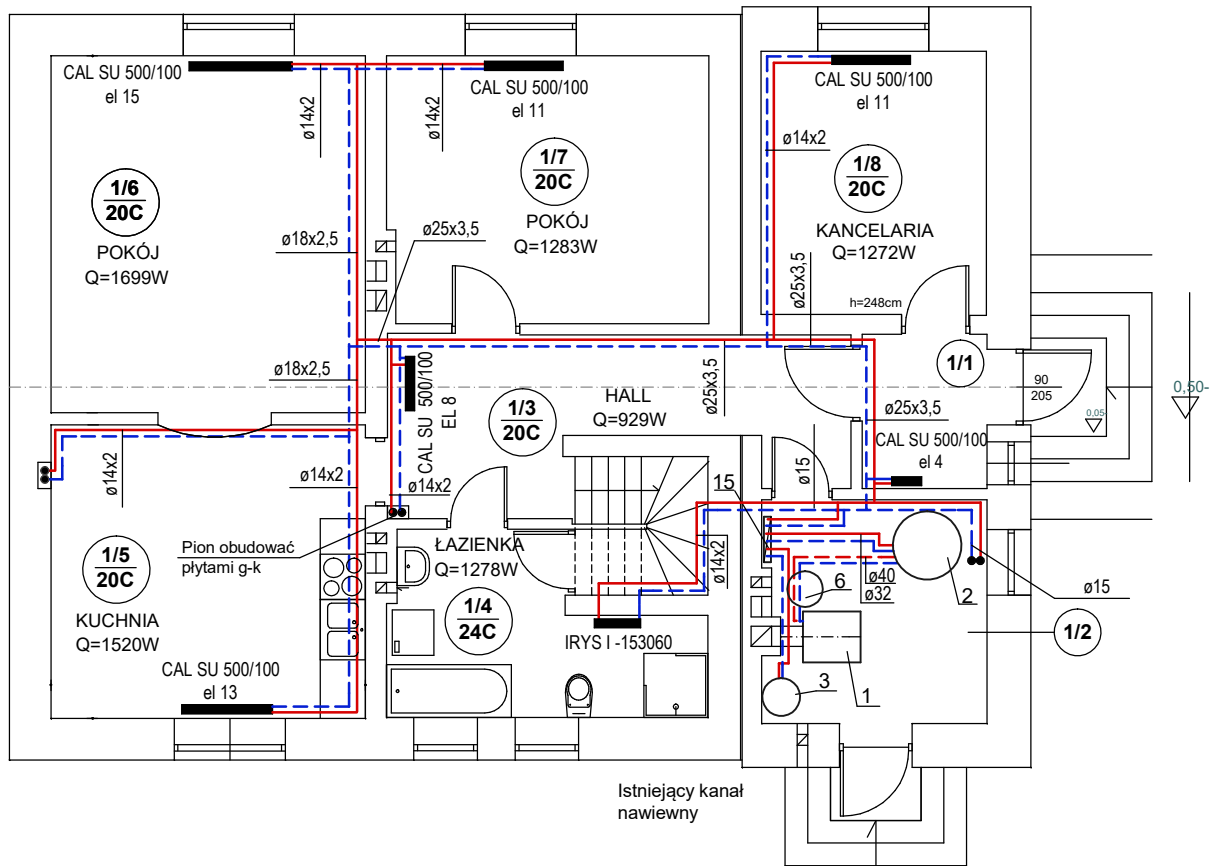 CAL SU 500/100
el 15
ø14x2
ø14x2
CAL SU 500/100
el 11
CAL SU 500/100
el 11
ø14x2
1/6
20C
POKÓJ
Q=1699W
ø18x2,5
ø25x3,5
1/7
20C
POKÓJ
Q=1283W
1/8
20C
KANCELARIA
Q=1272W
ø25x3,5
h=248cm
ø18x2,5
CAL SU 500/100
EL 8
1/3
20C
HALL
Q=929W
ø25x3,5
1/1
90
205
0,05
0,50-
ø25x3,5
CAL SU 500/100
el 4
ø14x2
ø14x2
ø14x2
ø15
15
Pion obudować
płytami g-k
1/5
20C
KUCHNIA
Q=1520W
CAL SU 500/100
el 13
ŁAZIENKA
Q=1278W
1/4
24C
ø14x2
IRYS I -153060
ø40
ø32
6
2
ø15
1/2
3
1
Istniejący kanał
nawiewny